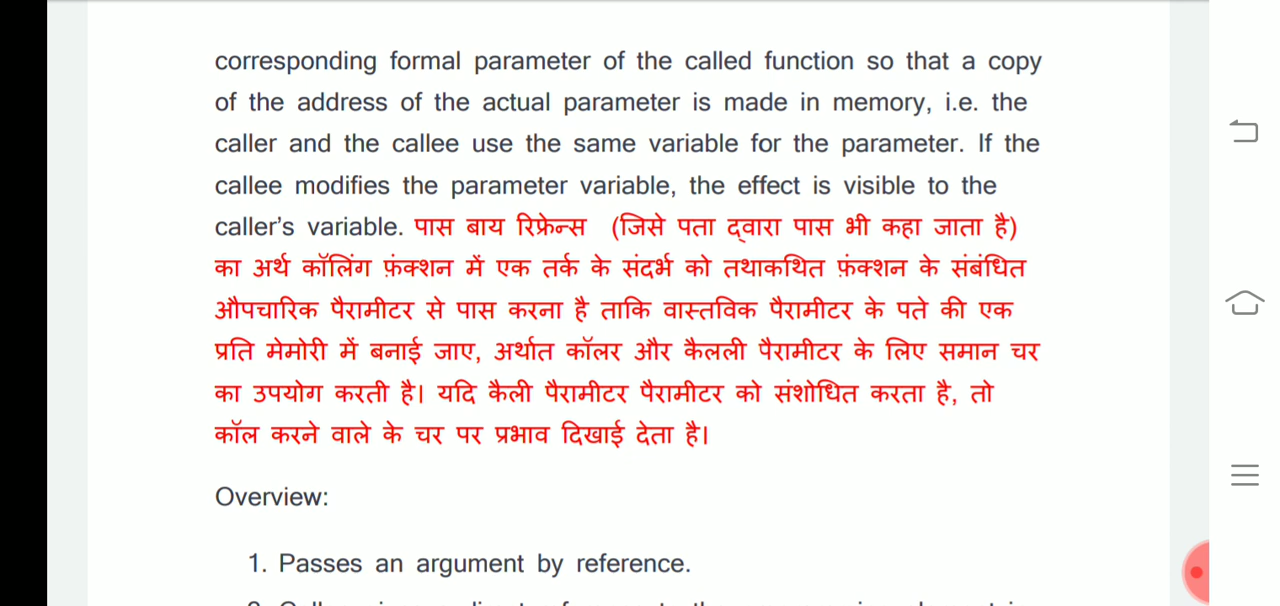 corresponding formal parameter of the called function so that a copy
of the address of the actual parameter is made in memory, i.e. the
caller and the callee use the same variable for the parameter. If the
callee modifies the parameter variable, the effect is visible to the
caller’s variable. पास बाय रिफ्रेन्स (जिसे पता द्वारा पास भी कहा जाता है)
का अर्थ कॉलिंग फ़ंक्शन में एक तर्क के संदर्भ को तथाकथित फ़ंक्शन के संबंधित
औपचारिक पैरामीटर से पास करना है ताकि वास्तविक पैरामीटर के पते की एक
प्रति मेमोरी में बनाई जाए, अर्थात कॉलर और कैलली पैरामीटर के लिए समान चर
का उपयोग करती है। यदि कैली पैरामीटर पैरामीटर को संशोधित करता है, तो
कॉल करने वाले के चर पर प्रभाव दिखाई देता है।
Overview:
1. Passes an argument by reference.